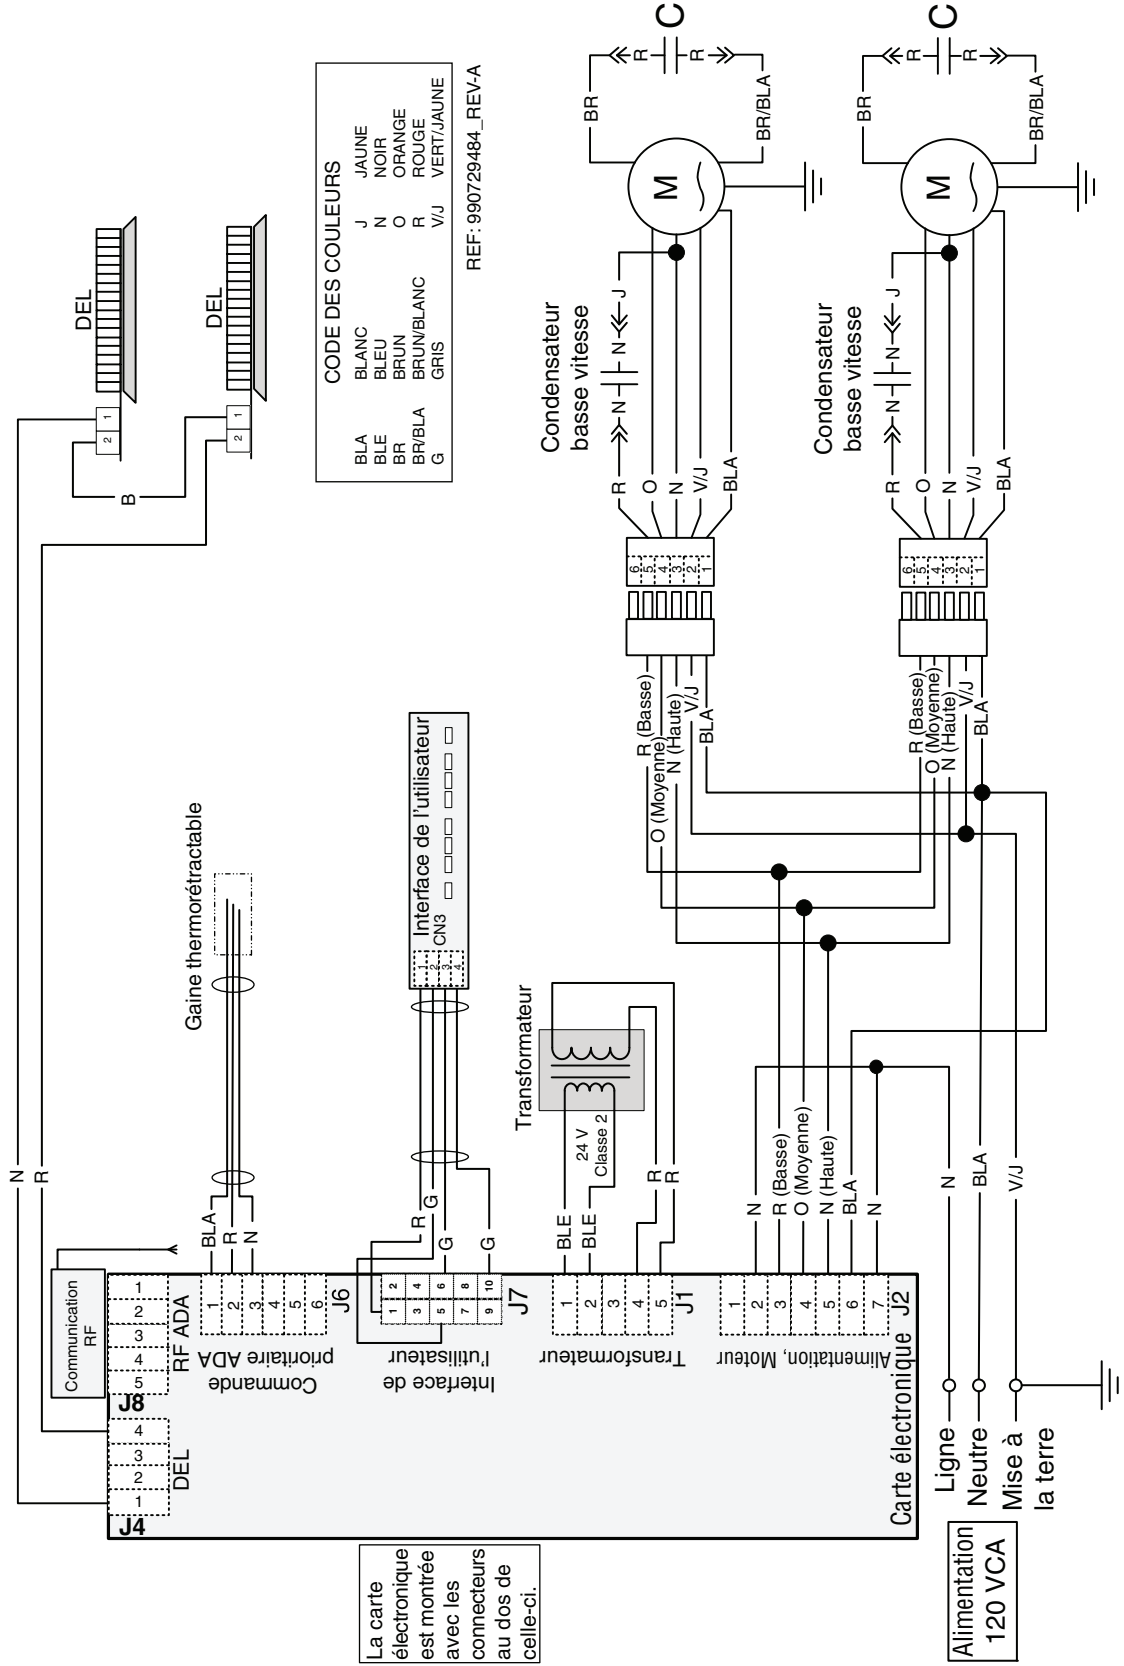 DEL
DEL
1
2
1
2
B
N
R
CODE DES COULEURS
BLA BLANC J JAUNE
BLE BLEU N NOIR
BR BRUN O ORANGE
BR/BLA BRUN/BLANC R ROUGE
G GRIS V/J VERT/JAUNE
REF: 990729484_REV-A
La carte
électronique
est montrée
avec les
connecteurs
au dos de
celle-ci.
J4
DEL
1
2
3
4
J8
RF ADA
5
4
3
2
1
Communication
RF
Commande
prioritaire ADA
J6
1
2
3
4
5
6
BLA
R
N
Gaine thermorétractable
Interface de
l'utilisateur
J7
1
2
3
4
5
6
7
8
9
10
R
G
G
G
Interface de l'utilisateur
CN3
1
2
3
4
Transformateur
J1
1
2
3
4
5
BLE
BLE
R
R
24 V
Classe 2
Transformateur
Alimentation, Moteur
J2
1
2
3
4
5
6
7
N
R (Basse)
O (Moyenne)
N (Haute)
BLA
N
Carte électronique
Alimentation
120 VCA
Ligne
Neutre
Mise à
la terre
N
BLA
V/J
R (Basse)
O (Moyenne)
N (Haute)
V/J
BLA
6
5
4
3
2
1
R
O
N
V/J
BLA
Condensateur
basse vitesse
N
N
J
M
BR
BR/BLA
R
R
C
R (Basse)
O (Moyenne)
N (Haute)
V/J
BLA
6
5
4
3
2
1
R
O
N
V/J
BLA
Condensateur
basse vitesse
N
N
J
M
BR
BR/BLA
R
R
C